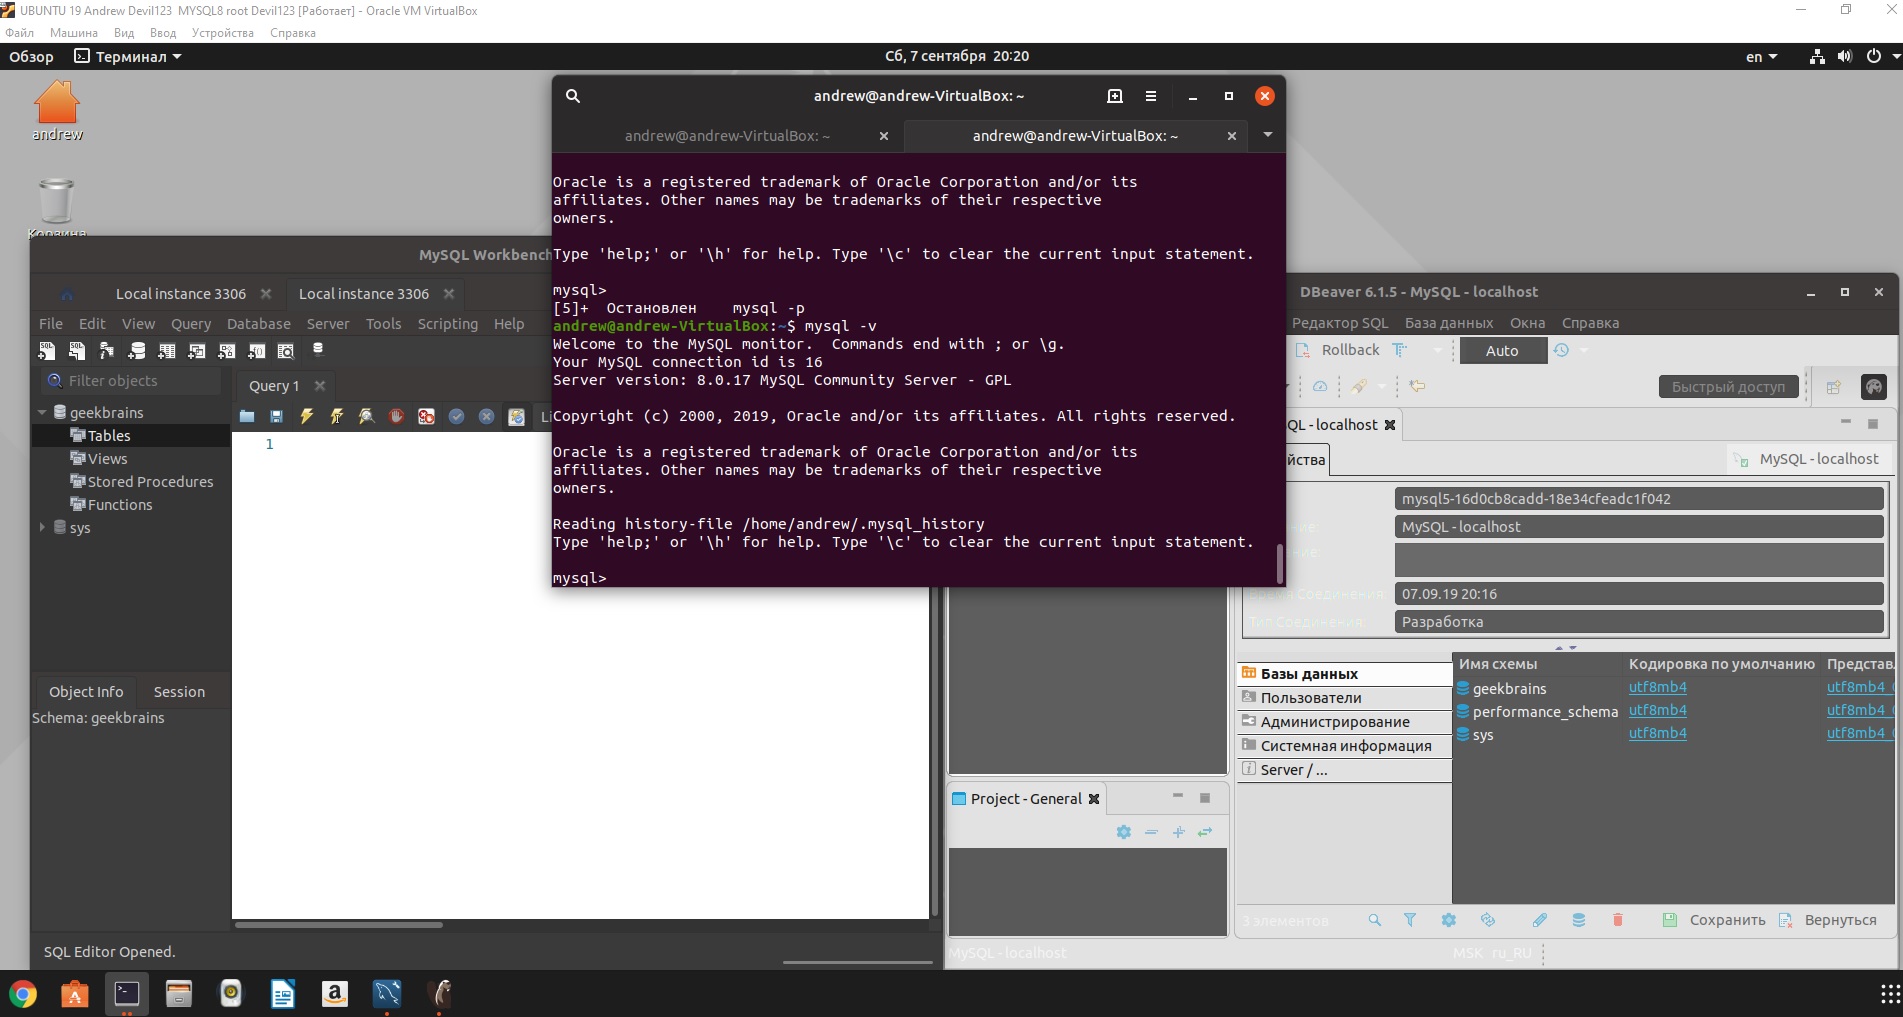 UBUNTU 19 Andrew Devil123 MYSQL8 root Devil123 [Работает] - Oracle VM VirtualBox
Файл Машина Вид Ввод Устройства Справка
Обзор Терминал Сб, 7 сентября 20:20 en
andrew
Корзина
andrew@andrew-VirtualBox: ~
andrew@andrew-VirtualBox: ~ andrew@andrew-VirtualBox: ~
Oracle is a registered trademark of Oracle Corporation and/or its
affiliates. Other names may be trademarks of their respective
owners.
Type 'help;' or '\h' for help. Type '\c' to clear the current input statement.
mysql>
[5]+ Остановлен mysql -p
andrew@andrew-VirtualBox:~$ mysql -v
Welcome to the MySQL monitor. Commands end with ; or \g.
Your MySQL connection id is 16
Server version: 8.0.17 MySQL Community Server - GPL
Copyright (c) 2000, 2019, Oracle and/or its affiliates. All rights reserved.
Oracle is a registered trademark of Oracle Corporation and/or its
affiliates. Other names may be trademarks of their respective
owners.
Reading history-file /home/andrew/.mysql_history
Type 'help;' or '\h' for help. Type '\c' to clear the current input statement.
mysql>
MySQL Workbench
Local instance 3306 Local instance 3306
File Edit View Query Database Server Tools Scripting Help
Filter objects
geekbrains
Tables
Views
Stored Procedures
Functions
sys
Query 1
Li
1
Object Info Session
Schema: geekbrains
SQL Editor Opened.
DBeaver 6.1.5 - MySQL - localhost
Редактор SQL База данных Окна Справка
Rollback Auto
Быстрый доступ
QL - localhost
йства MySQL - localhost
mysql5-16d0cb8cadd-18e34cfeadc1f042
ние: MySQL - localhost
ние:
Время Соединения: 07.09.19 20:16
Тип Соединения: Разработка
Базы данных
Пользователи
Администрирование
Системная информация
Server / ...
Имя схемы Кодировка по умолчанию Представ.
geekbrains utf8mb4 utf8mb4_
performance_schema utf8mb4 utf8mb4_
sys utf8mb4 utf8mb4_
3 элементов Сохранить Вернуться
Project - General
MySQL - localhost MSK ru_RU